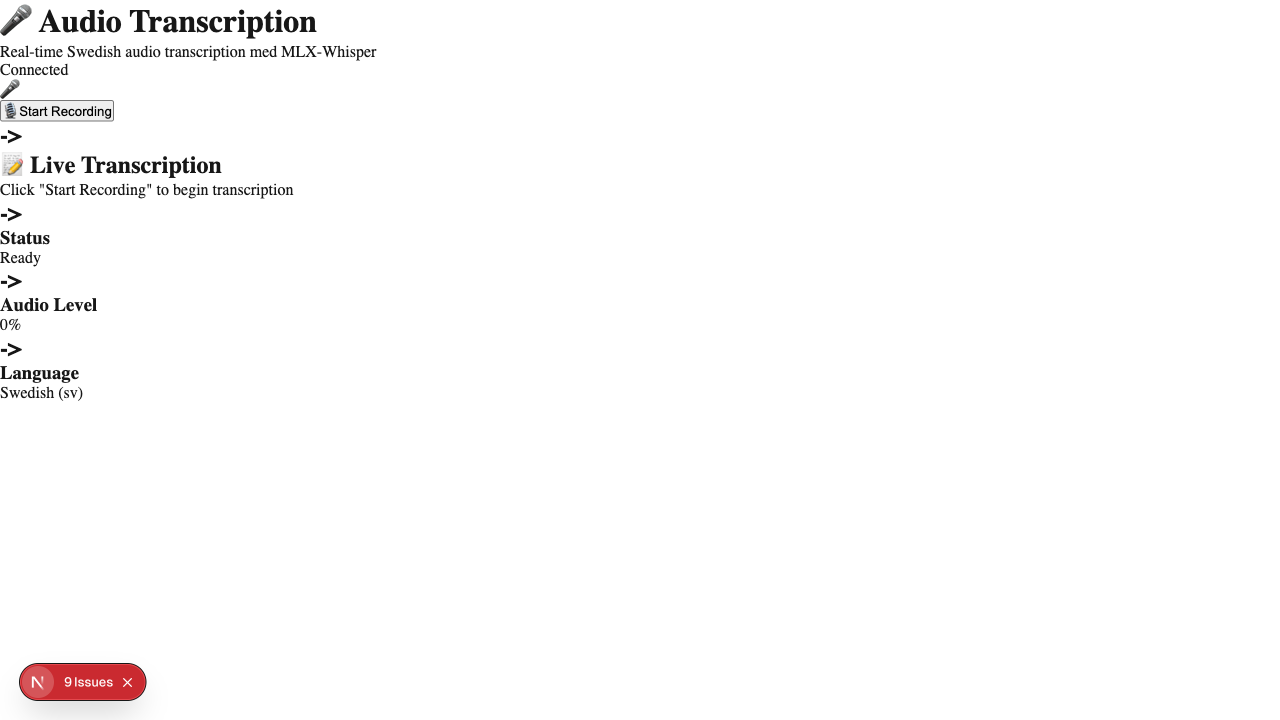 🎤 Audio Transcription
Real-time Swedish audio transcription med MLX-Whisper
Connected
🎤
🎙️Start Recording
->
📝 Live Transcription
Click "Start Recording" to begin transcription
->
Status
Ready
->
Audio Level
0%
->
Language
Swedish (sv)
N 9 Issues ×